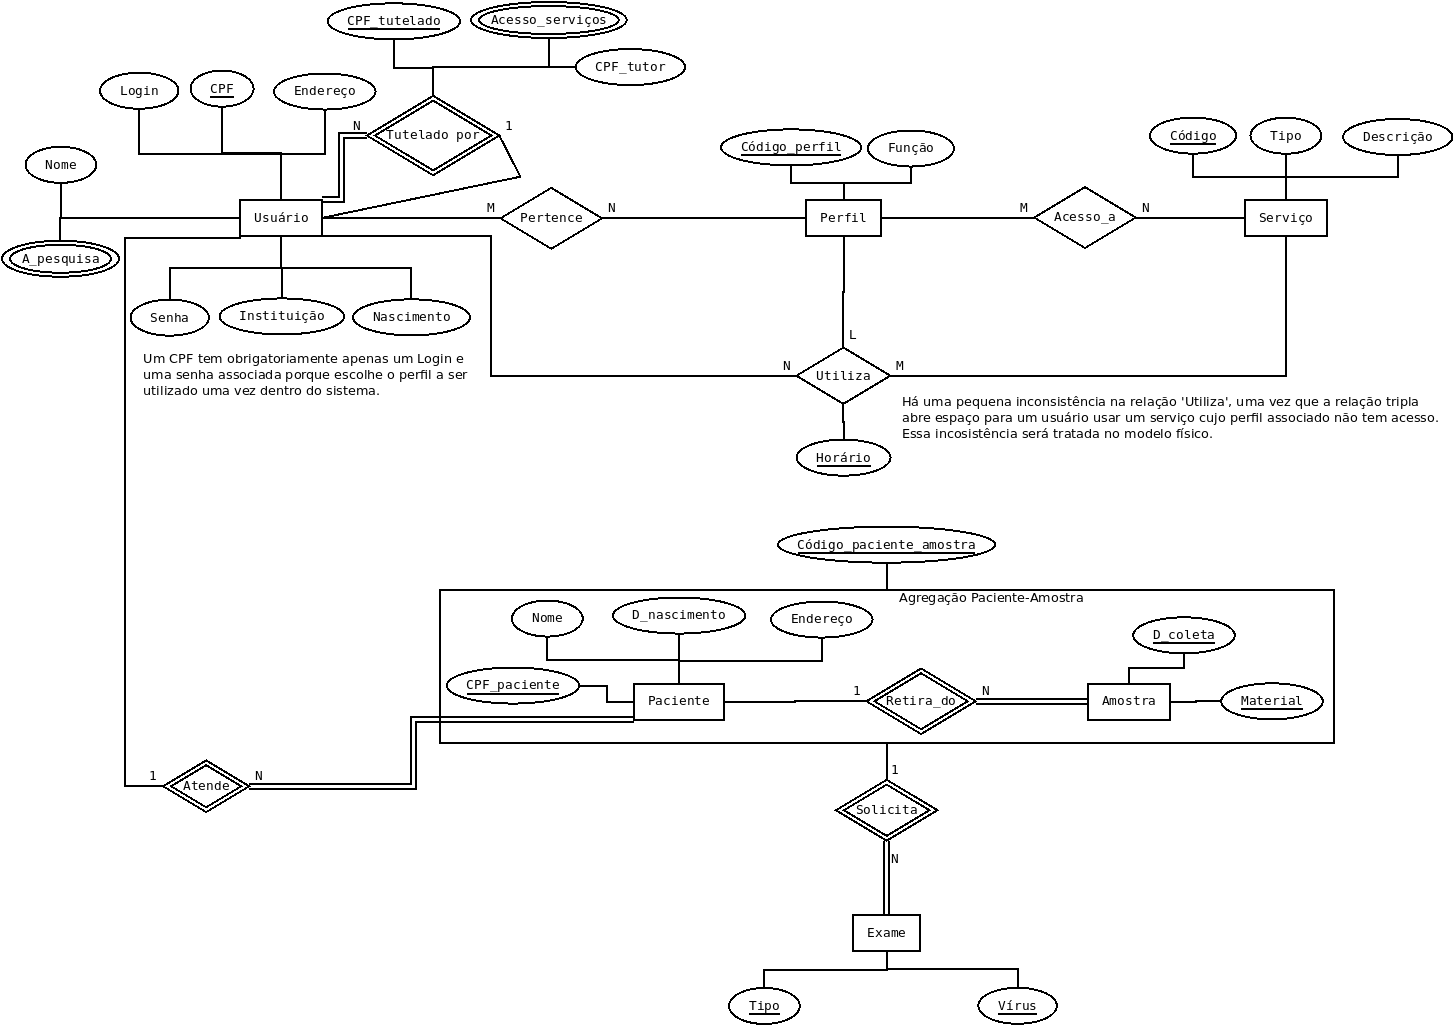 CPF_tutelado
Acesso_serviços
CPF_tutor
Login
CPF
Endereço
N
Tutelado por
1
Nome
Código_perfil
Função
Código
Tipo
Descrição
Usuário
M
Pertence
N
Perfil
M
Acesso_a
N
Serviço
A_pesquisa
Senha
Instituição
Nascimento
L
Um CPF tem obrigatoriamente apenas um Login e
uma senha associada porque escolhe o perfil a ser
utilizado uma vez dentro do sistema.
N
Utiliza
M
Há uma pequena inconsistência na relação 'Utiliza', uma vez que a relação tripla
abre espaço para um usuário usar um serviço cujo perfil associado não tem acesso.
Essa incosistência será tratada no modelo físico.
Horário
Código_paciente_amostra
Agregação Paciente-Amostra
Nome
D_nascimento
Endereço
D_coleta
CPF_paciente
Paciente
1
Retira_do
N
Amostra
Material
1
Atende
N
1
Solicita
N
Exame
Tipo
Vírus